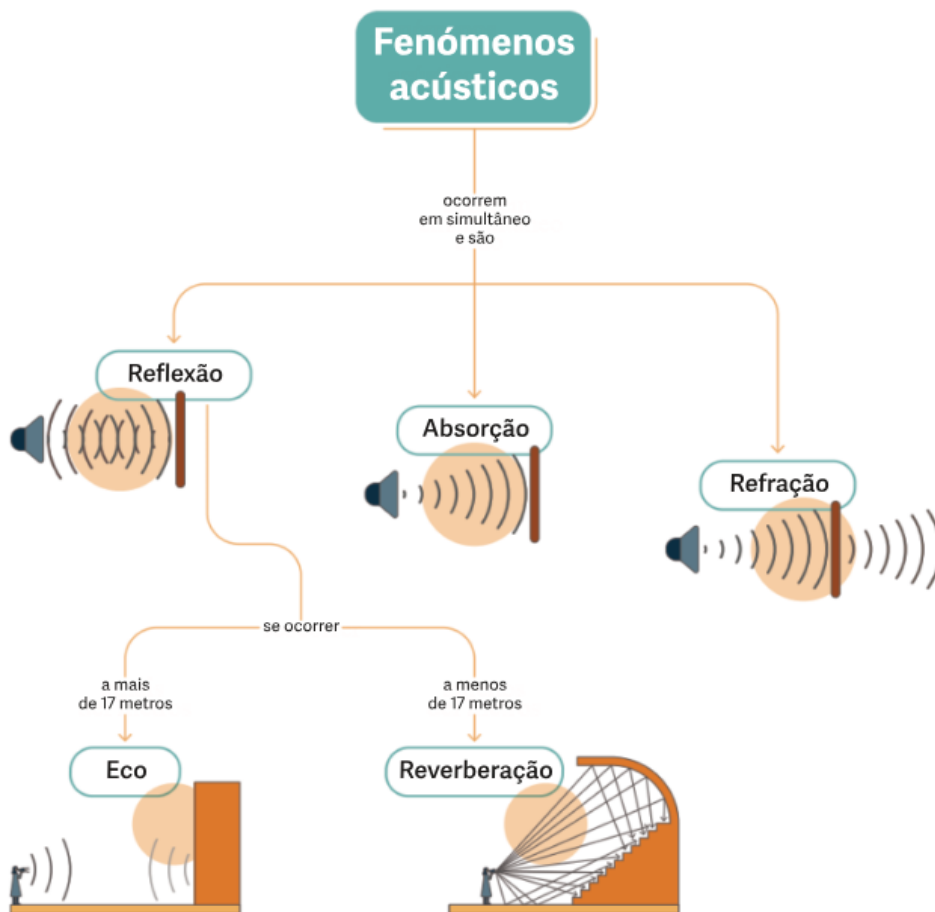 Fenómenos
acústicos
ocorrem
em simultâneo
e são
Reflexão
Absorção
Refração
se ocorrer
a mais
de 17 metros
a menos
de 17 metros
Eco
Reverberação